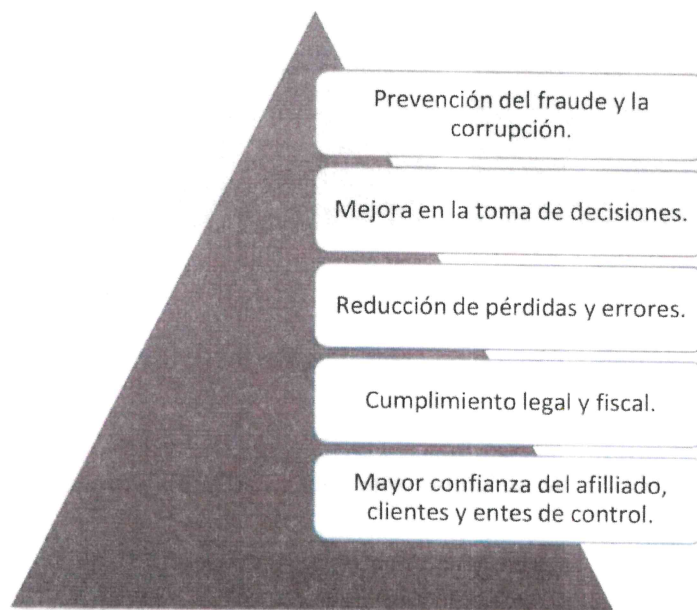 Prevención del fraude y la
corrupción.
Mejora en la toma de decisiones.
Reducción de pérdidas y errores.
Cumplimiento legal y fiscal.
Mayor confianza del afilliado,
clientes y entes de control.